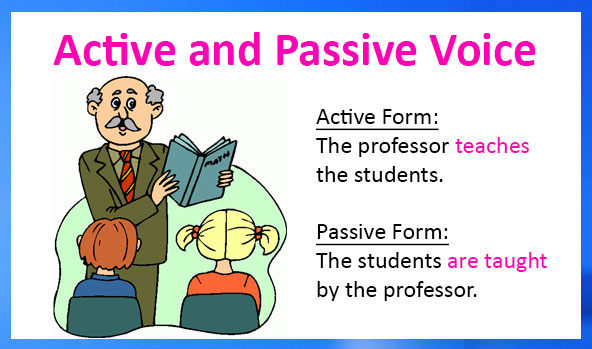 Active and Passive Voice
MATH
Active Form:
The professor teaches
the students.
Passive Form:
The students are taught
by the professor.